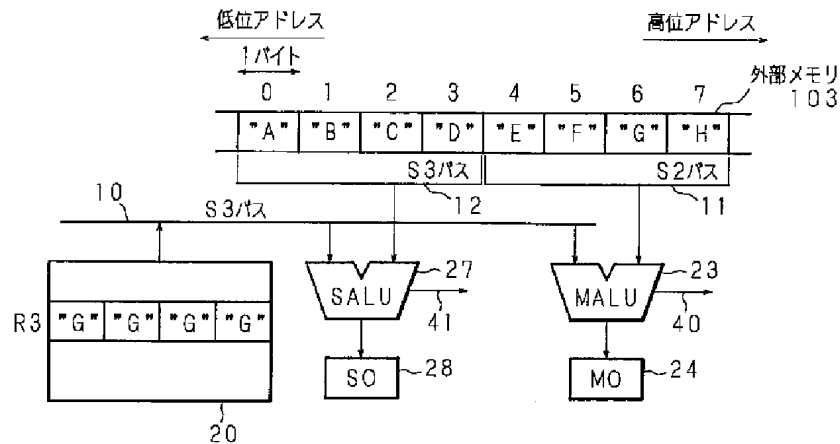 低位アドレス
高位アドレス
1バイト
外部メモリ
103
0 1 2 3 4 5 6 7
"A" "B" "C" "D" "E" "F" "G" "H"
S3バス S2バス
10 S3バス 12 11
SALU 27 MALU 23
41 40
R3 "G" "G" "G" "G"
SO 28 MO 24
20